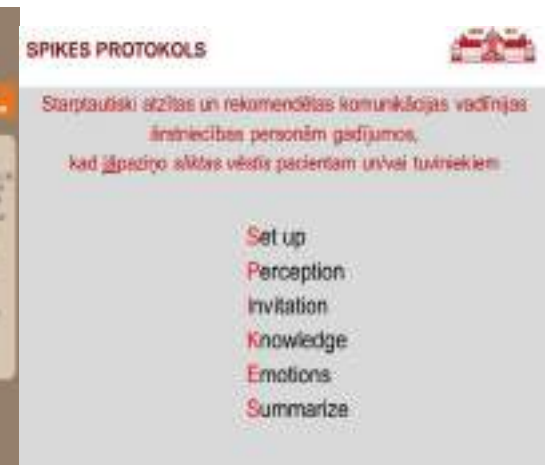 SPIKES PROTOKOLS
Starptautiski atzītas un rekomendētas komunikācijas vadlīnijas
ārstniecības personām gadījumos,
kad jāpaziņo sliktas vēstis pacientam un/vai tuviniekiem
Set up
Perception
Invitation
Knowledge
Emotions
Summarize